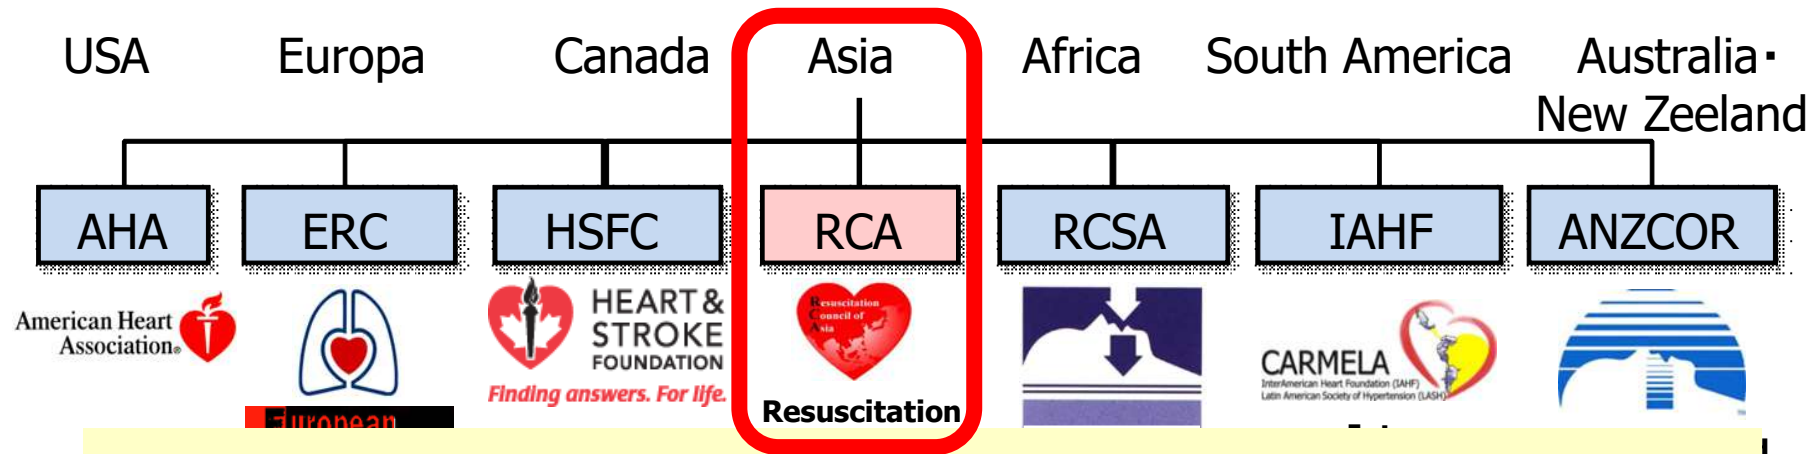 USA Europa Canada Asia Africa South America Australia・
New Zeeland
AHA ERC HSFC RCA RCSA IAHF ANZCOR
American Heart
Association®
HEART &
STROKE
FOUNDATION
Finding answers. For life.
Resuscitation
Council of
Asia
Resuscitation
CARMELA
InterAmerican Heart Foundation (IAHF)
Latin American Society of Hypertension (LASH)
European